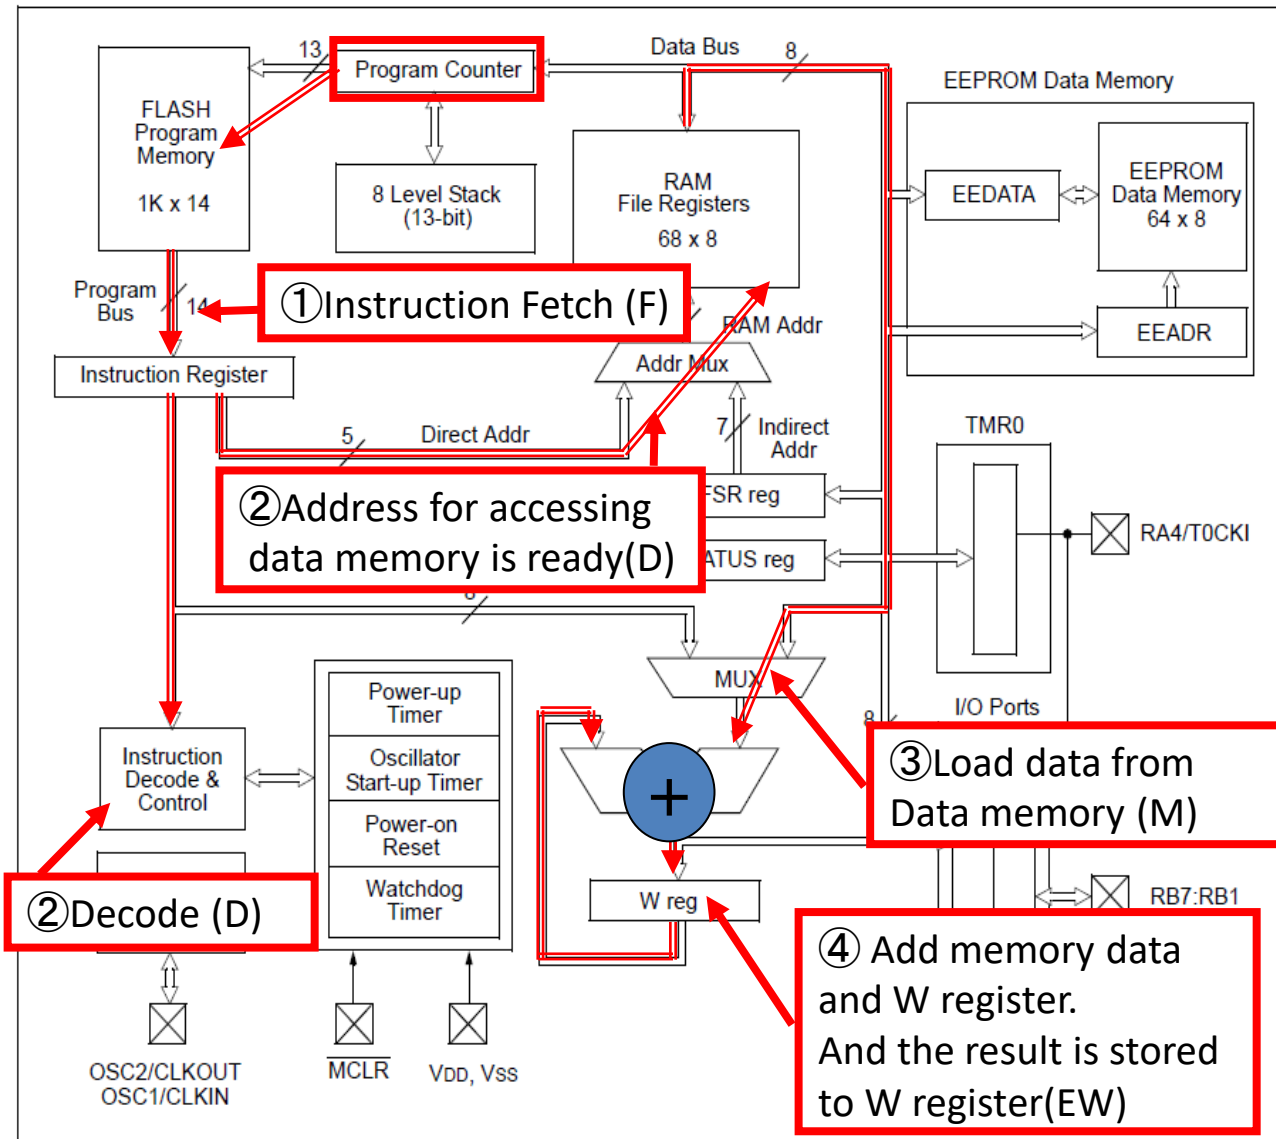 13
Program Counter
Data Bus
8
EEPROM Data Memory
FLASH
Program
Memory
1K x 14
8 Level Stack
(13-bit)
RAM
File Registers
68 x 8
EEDATA
EEPROM
Data Memory
64 x 8
EEADR
Program
Bus
14
①Instruction Fetch (F)
RAM Addr
Addr Mux
Instruction Register
5
Direct Addr
7
Indirect
Addr
TMR0
②Address for accessing
data memory is ready(D)
FSR reg
ATUS reg
RA4/T0CKI
8
MUX
Power-up
Timer
Oscillator
Start-up Timer
Power-on
Reset
Watchdog
Timer
Instruction
Decode &
Control
I/O Ports
8
③Load data from
Data memory (M)
+
②Decode (D)
W reg
RB7:RB1
④ Add memory data
and W register.
And the result is stored
to W register(EW)
OSC2/CLKOUT
OSC1/CLKIN
MCLR
VDD, VSS